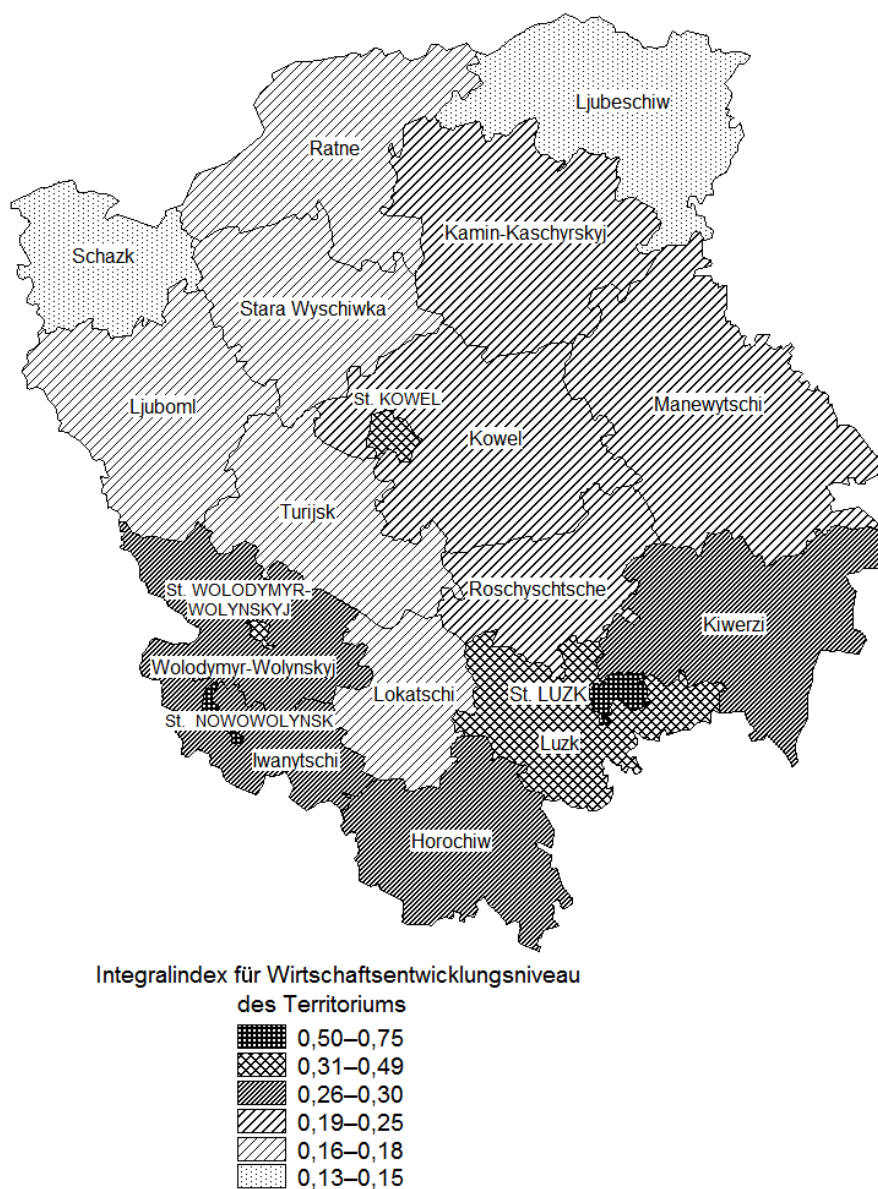 Ljubeschiw
Ratne
Kamin-Kaschyrskyj
Schazk
Stara Wyschiwka
St. KOWEL
Ljuboml
Manewytschi
Kowel
Turijsk
St. WOLODYMYR-
WOLYNSKYJ
Roschyschtsche
Kiwerzi
Wolodymyr-Wolynskyj
Lokatschi
St. LUZK
St. NOWOWOLYNSK
Luzk
Iwanytschi
Horochiw
Integralindex für Wirtschaftsentwicklungsniveau
des Territoriums
0,50–0,75
0,31–0,49
0,26–0,30
0,19–0,25
0,16–0,18
0,13–0,15